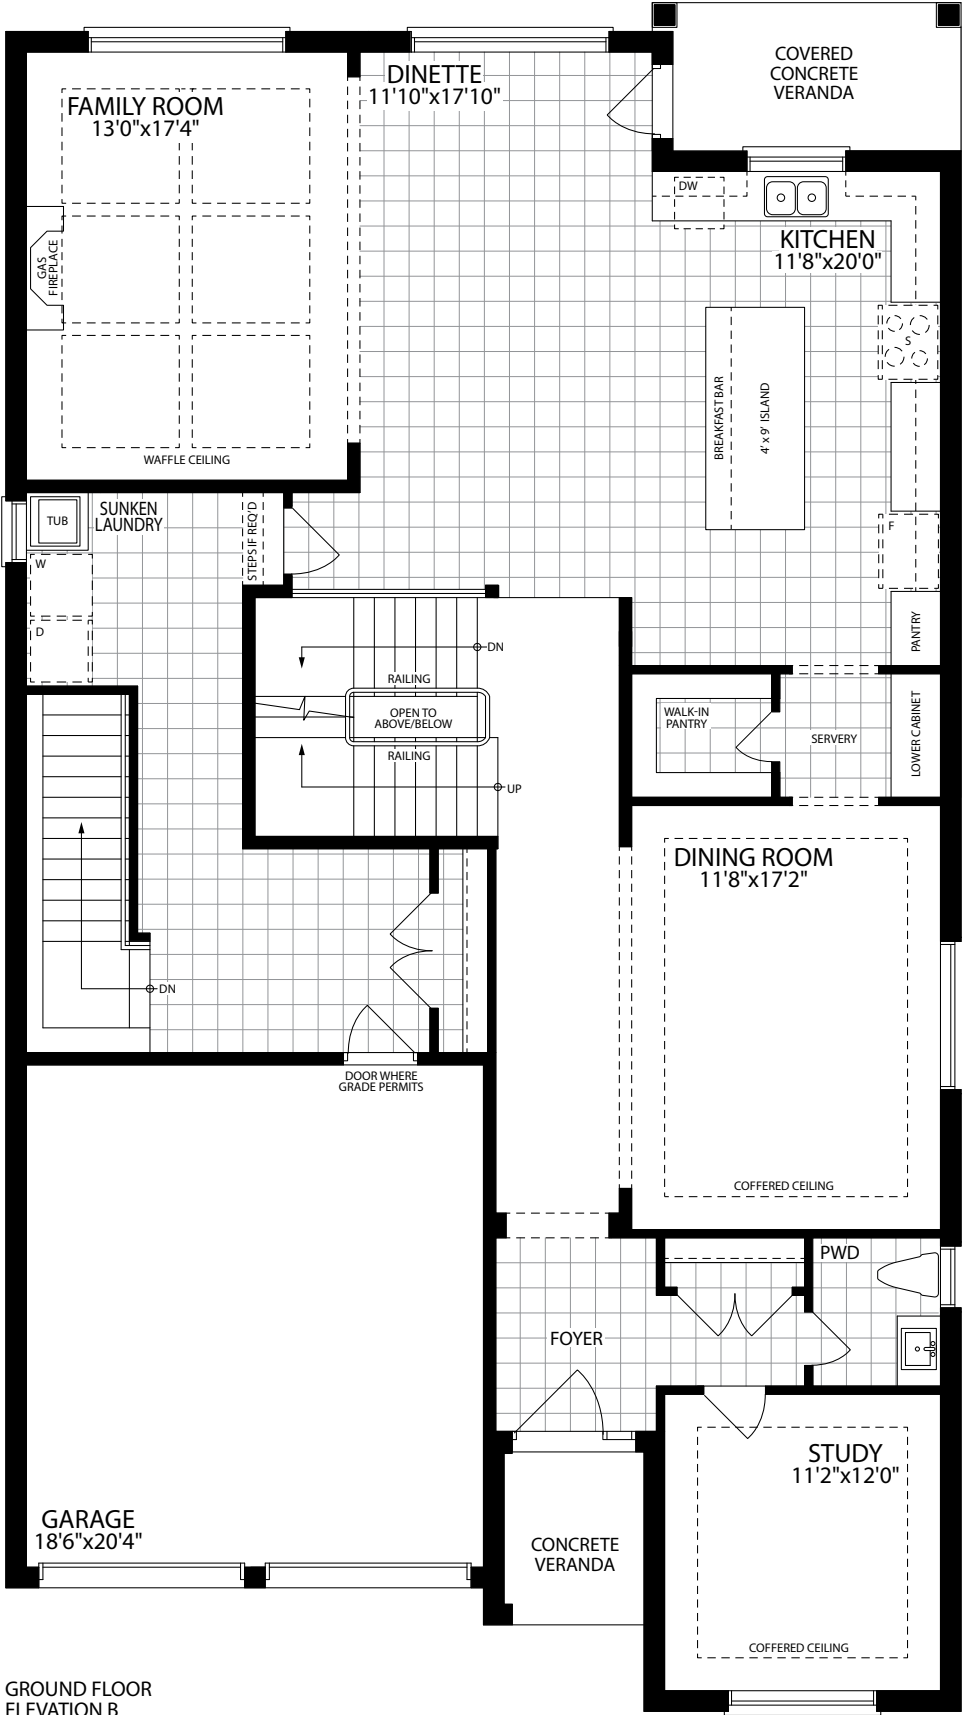 COVERED
CONCRETE
VERANDA
DINETTE
11'10"x17'10"
FAMILY ROOM
13'0"x17'4"
DW
KITCHEN
11'8"x20'0"
GAS
FIREPLACE
S
BREAKFAST BAR
4' x 9' ISLAND
WAFFLE CEILING
TUB
SUNKEN
LAUNDRY
STEPS IF REQ'D
F
W
D
PANTRY
DN
RAILING
OPEN TO
ABOVE/BELOW
RAILING
UP
WALK-IN
PANTRY
SERVERY
LOWER CABINET
DINING ROOM
11'8"x17'2"
DN
DOOR WHERE
GRADE PERMITS
COFFERED CEILING
PWD
FOYER
STUDY
11'2"x12'0"
GARAGE
18'6"x20'4"
CONCRETE
VERANDA
COFFERED CEILING
GROUND FLOOR
ELEVATION B